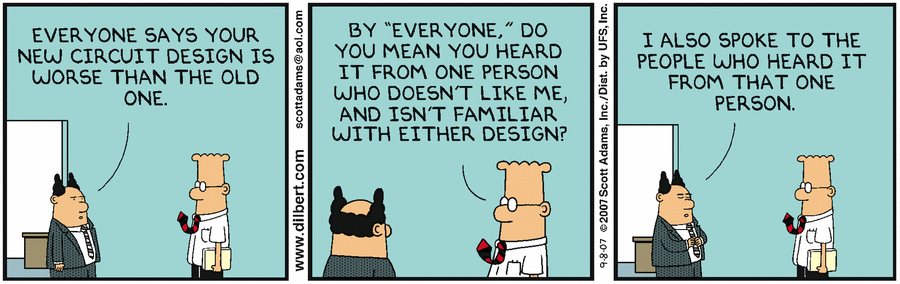 EVERYONE SAYS YOUR
NEW CIRCUIT DESIGN IS
WORSE THAN THE OLD
ONE.
www.dilbert.com scottadams@aol.com
BY "EVERYONE," DO
YOU MEAN YOU HEARD
IT FROM ONE PERSON
WHO DOESN'T LIKE ME,
AND ISN'T FAMILIAR
WITH EITHER DESIGN?
9-8-07 ©2007 Scott Adams, Inc./Dist. by UFS, Inc.
I ALSO SPOKE TO THE
PEOPLE WHO HEARD IT
FROM THAT ONE
PERSON.